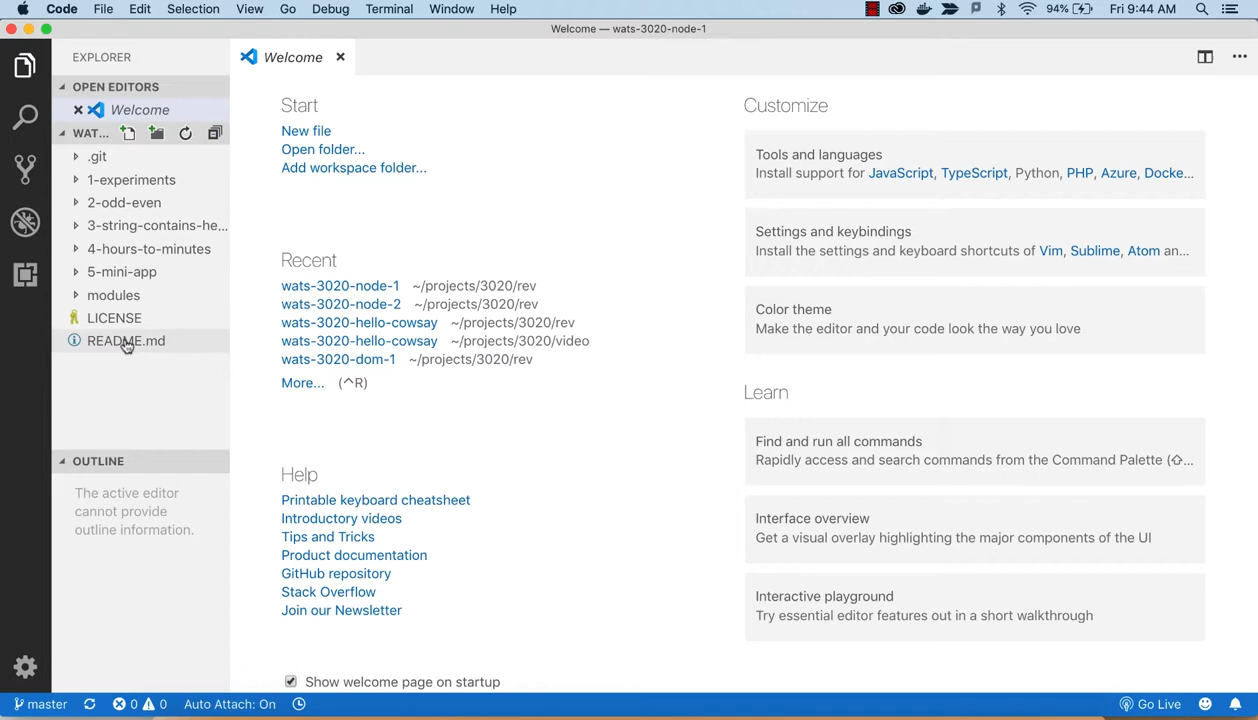 Code File Edit Selection View Go Debug Terminal Window Help 94% Fri 9:44 AM
Welcome — wats-3020-node-1
EXPLORER
OPEN EDITORS
Welcome
WAT...
.git
1-experiments
2-odd-even
3-string-contains-he...
4-hours-to-minutes
5-mini-app
modules
LICENSE
README.md
OUTLINE
The active editor
cannot provide
outline information.
Welcome
Start
New file
Open folder...
Add workspace folder...
Recent
wats-3020-node-1 ~/projects/3020/rev
wats-3020-node-2 ~/projects/3020/rev
wats-3020-hello-cowsay ~/projects/3020/rev
wats-3020-hello-cowsay ~/projects/3020/video
wats-3020-dom-1 ~/projects/3020/rev
More... (^R)
Help
Printable keyboard cheatsheet
Introductory videos
Tips and Tricks
Product documentation
GitHub repository
Stack Overflow
Join our Newsletter
Show welcome page on startup
Customize
Tools and languages
Install support for JavaScript, TypeScript, Python, PHP, Azure, Docke...
Settings and keybindings
Install the settings and keyboard shortcuts of Vim, Sublime, Atom an...
Color theme
Make the editor and your code look the way you love
Learn
Find and run all commands
Rapidly access and search commands from the Command Palette (⇧...
Interface overview
Get a visual overlay highlighting the major components of the UI
Interactive playground
Try essential editor features out in a short walkthrough
master 0 0 Auto Attach: On Go Live